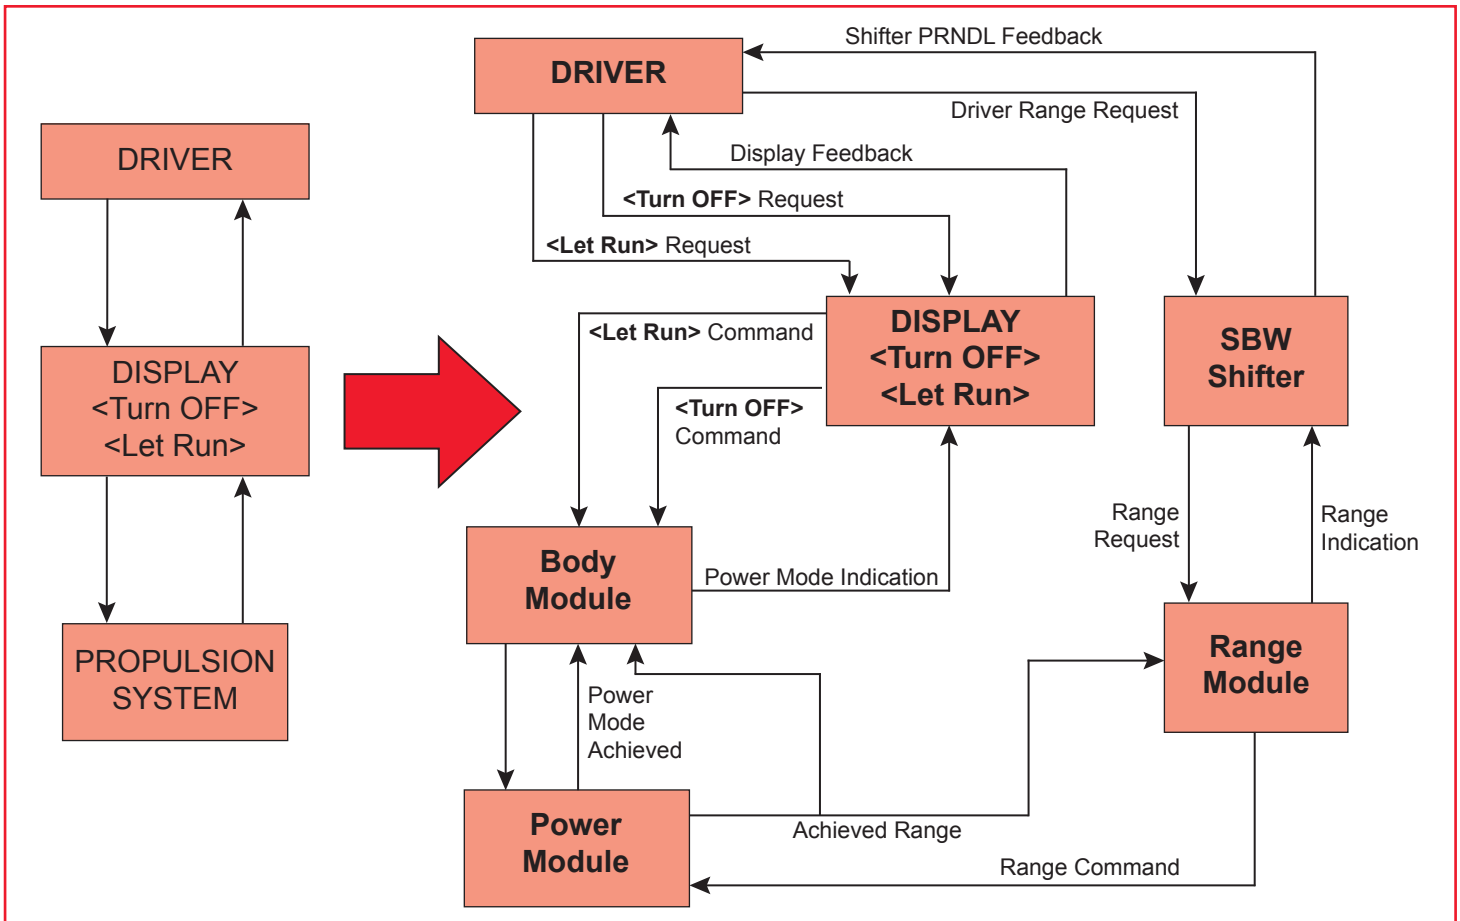 DRIVER
DISPLAY
<Turn OFF>
<Let Run>
PROPULSION
SYSTEM
Shifter PRNDL Feedback
DRIVER
Driver Range Request
Display Feedback
<Turn OFF> Request
<Let Run> Request
DISPLAY
<Turn OFF>
<Let Run>
SBW
Shifter
<Let Run> Command
<Turn OFF>
Command
Range
Request
Range
Indication
Body
Module
Power Mode Indication
Range
Module
Power
Mode
Achieved
Power
Module
Achieved Range
Range Command